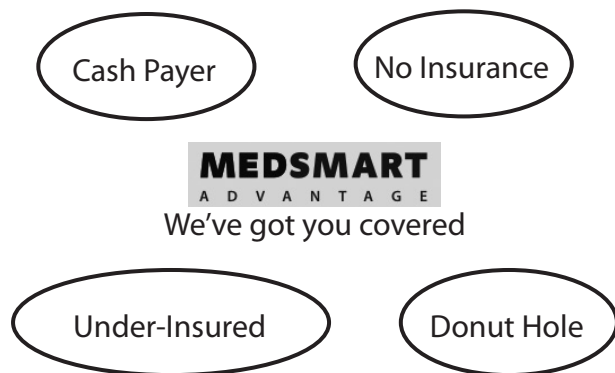 Cash Payer
No Insurance
MEDSMART
ADVANTAGE
We've got you covered
Under-Insured
Donut Hole